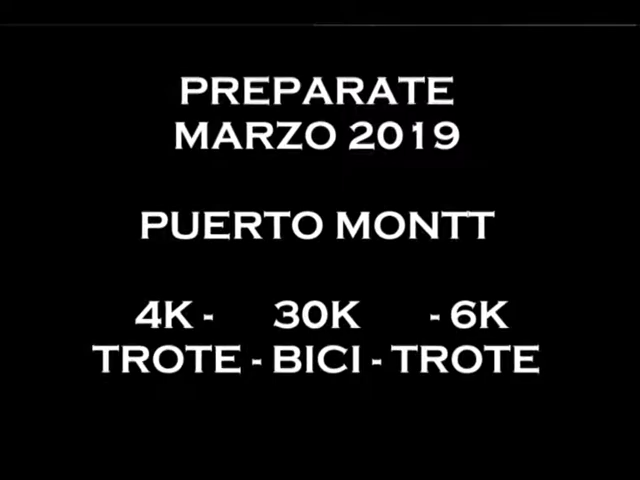 PREPARATE
MARZO 2019
PUERTO MONTT
4K - 30K - 6K
TROTE - BICI - TROTE